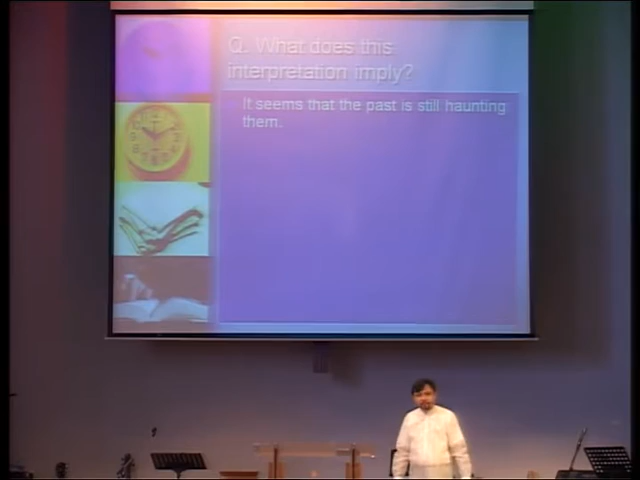 Q. What does this
interpretation imply?
It seems that the past is still haunting
them.